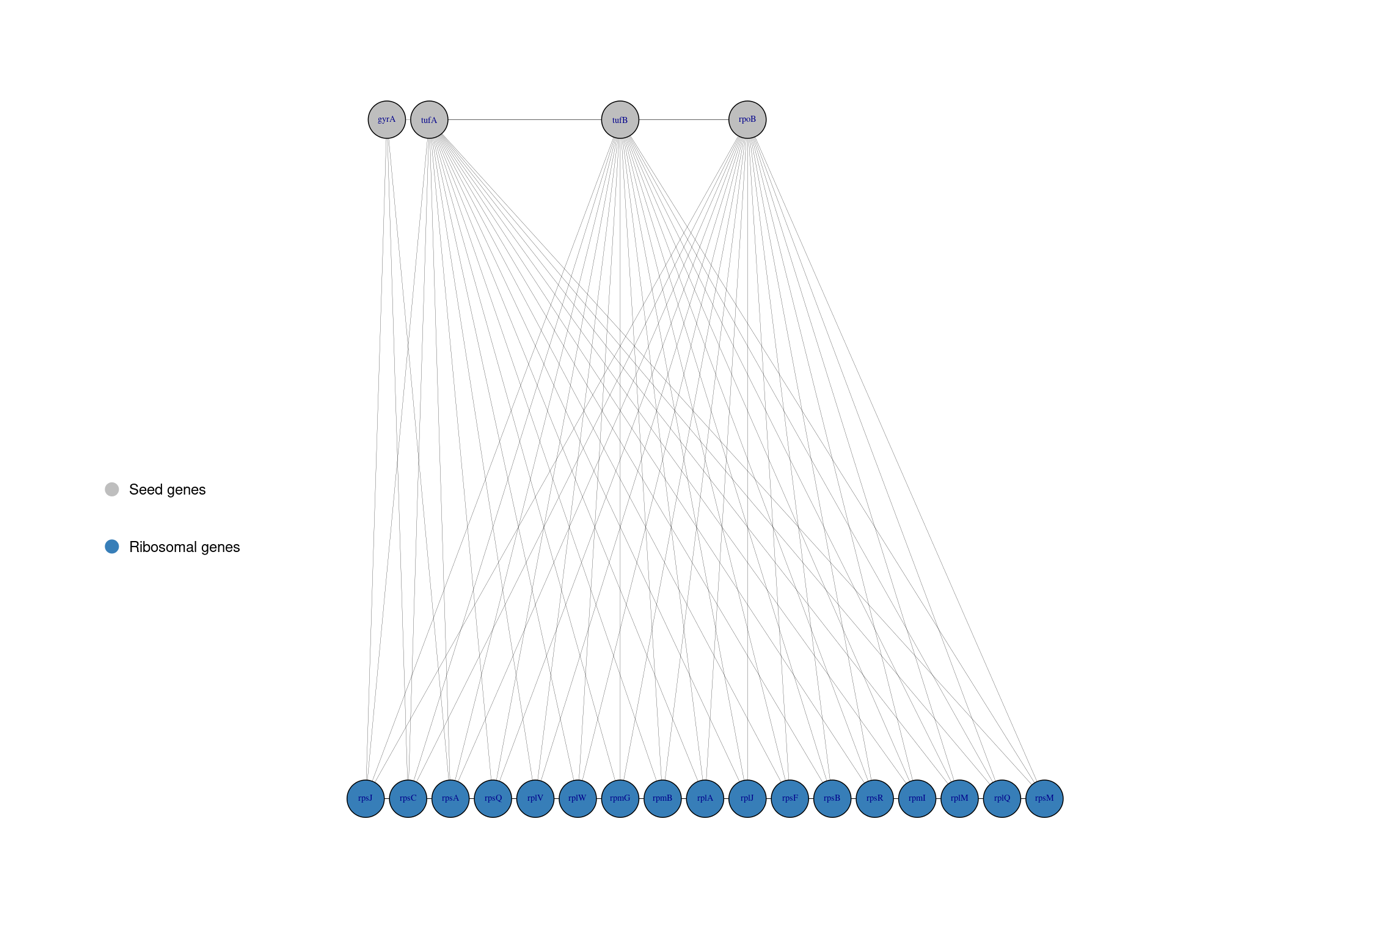 gyrA tufA tufB rpoB
Seed genes
Ribosomal genes
rpsJ rpsC rpsA rpsQ rplV rplW rpmG rpmB rplA rplJ rpsF rpsB rpsR rpmI rplM rplQ rpsM